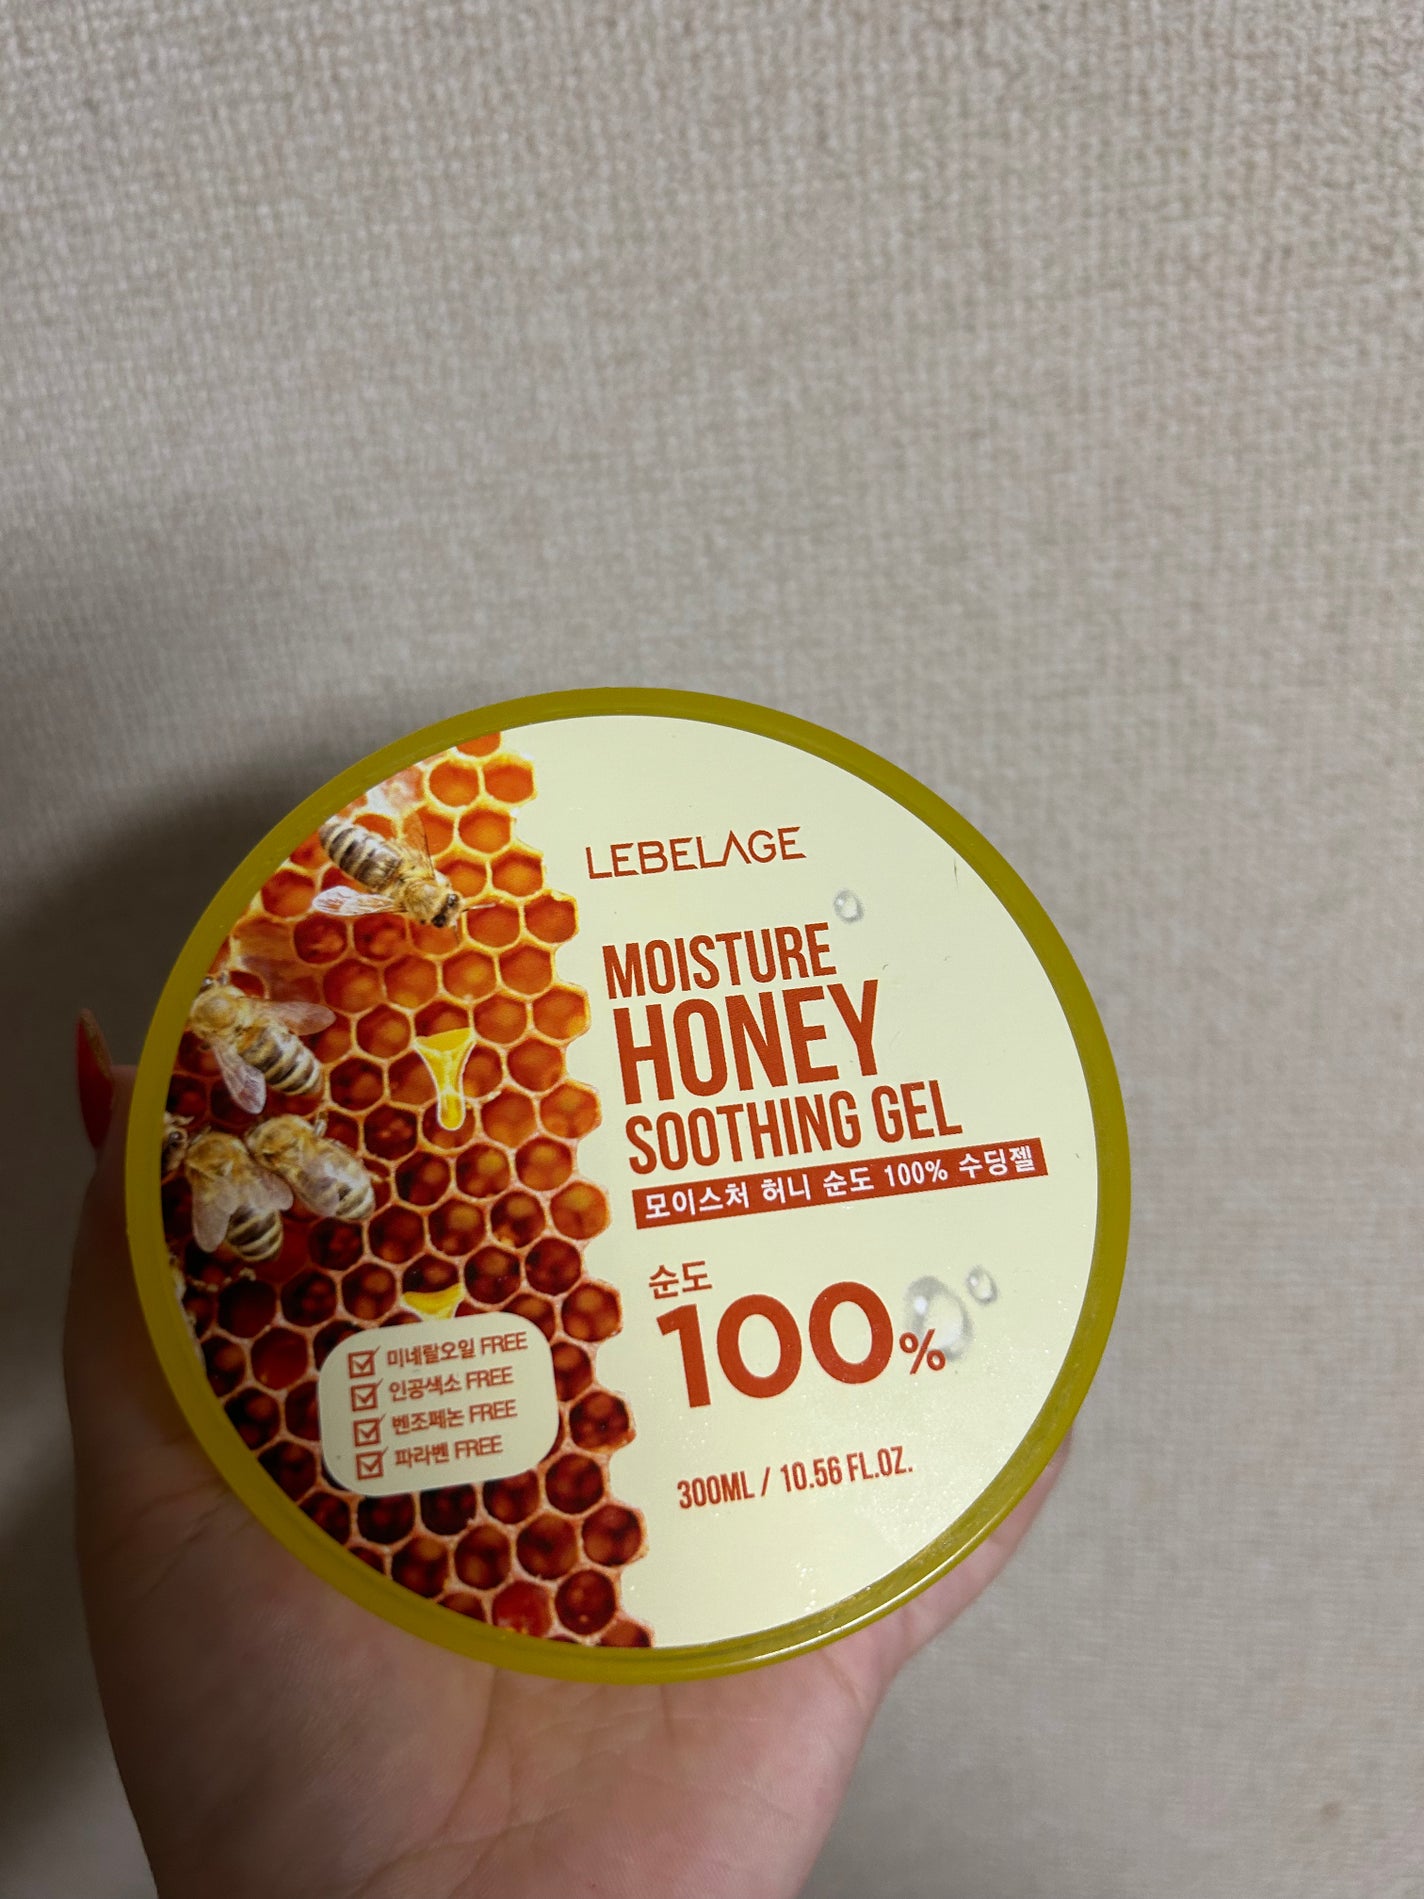 LEBELAGE
MOISTURE
HONEY
SOOTHING GEL
모이스처 허니 순도 100% 수딩젤
순도
100%
300ML / 10.56 FL.OZ.
미네랄오일 FREE
인공색소 FREE
벤조페논 FREE
파라벤 FREE